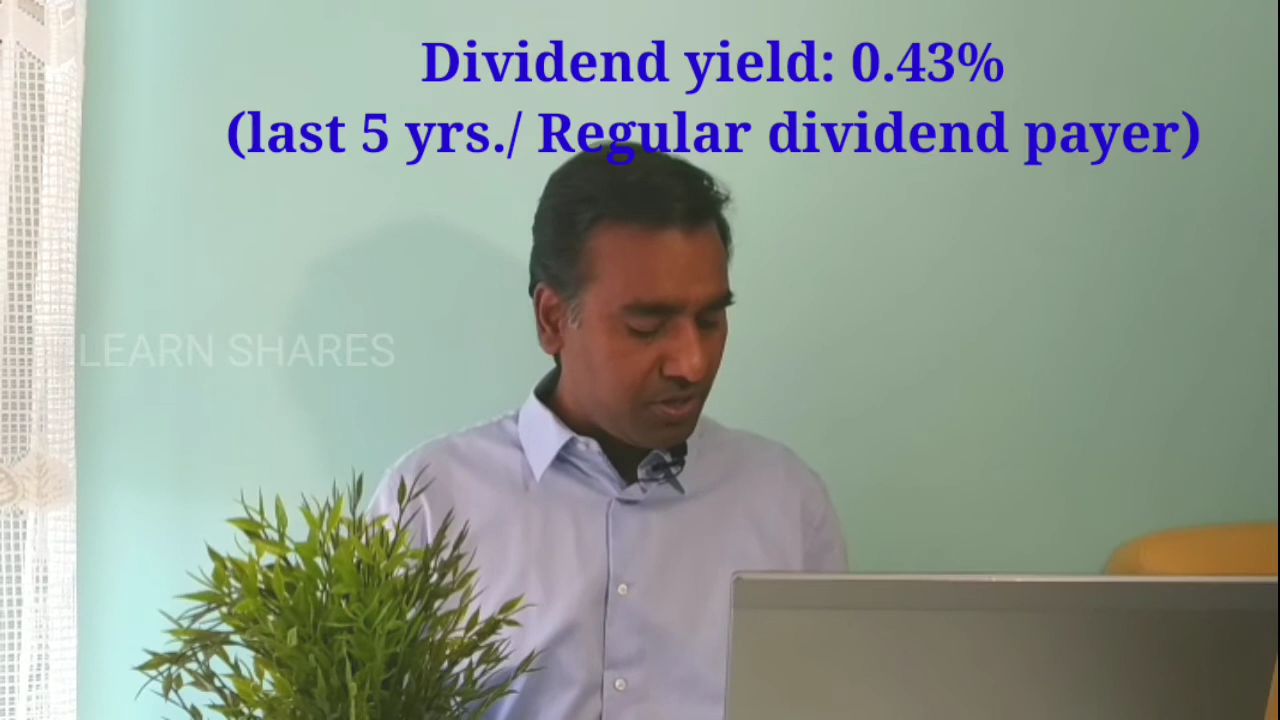 Dividend yield: 0.43%
(last 5 yrs./ Regular dividend payer)
LEARN SHARES